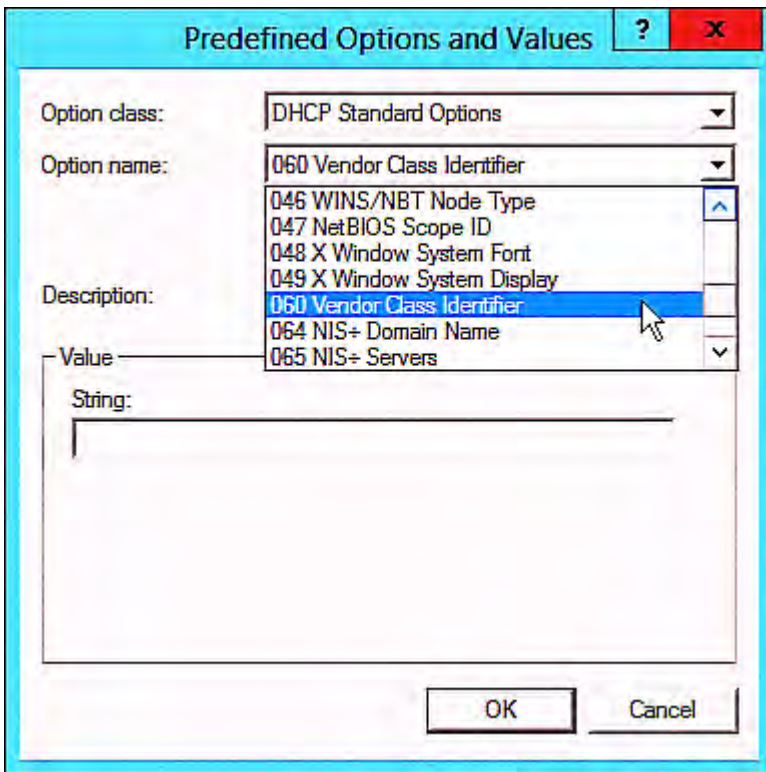 Predefined Options and Values ? x
Option class: DHCP Standard Options
Option name: 060 Vendor Class Identifier
046 WINS/NBT Node Type
047 NetBIOS Scope ID
048 X Window System Font
049 X Window System Display
Description:
060 Vendor Class Identifier
064 NIS+ Domain Name
Value
065 NIS+ Servers
String:
OK Cancel